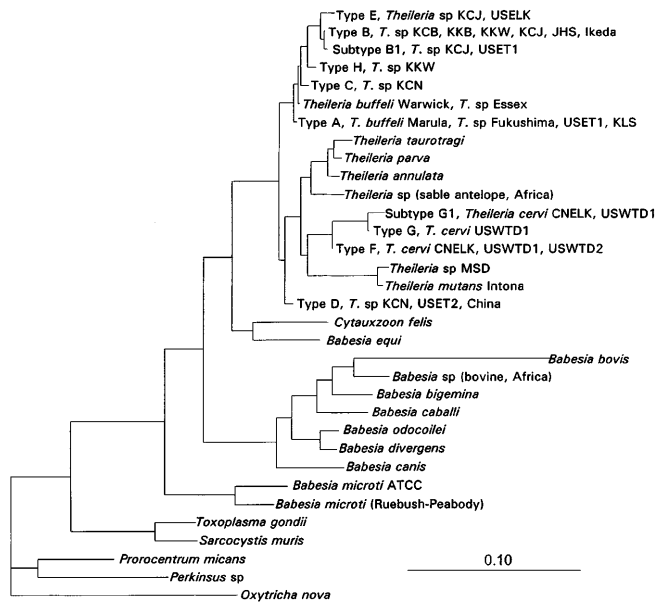 Type E, Theileria sp KCJ, USELK
Type B, T. sp KCB, KKB, KKW, KCJ, JHS, Ikeda
Subtype B1, T. sp KCJ, USET1
Type H, T. sp KKW
Type C, T. sp KCN
Theileria buffeli Warwick, T. sp Essex
Type A, T. buffeli Marula, T. sp Fukushima, USET1, KLS
Theileria taurotragi
Theileria parva
Theileria annulata
Theileria sp (sable antelope, Africa)
Subtype G1, Theileria cervi CNELK, USWTD1
Type G, T. cervi USWTD1
Type F, T. cervi CNELK, USWTD1, USWTD2
Theileria sp MSD
Theileria mutans Intona
Type D, T. sp KCN, USET2, China
Cytauxzoon felis
Babesia equi
Babesia bovis
Babesia sp (bovine, Africa)
Babesia bigemina
Babesia caballi
Babesia odocoilei
Babesia divergens
Babesia canis
Babesia microti ATCC
Babesia microti (Ruebush-Peabody)
Toxoplasma gondii
Sarcocystis muris
Prorocentrum micans
0.10
Perkinsus sp
Oxytricha nova